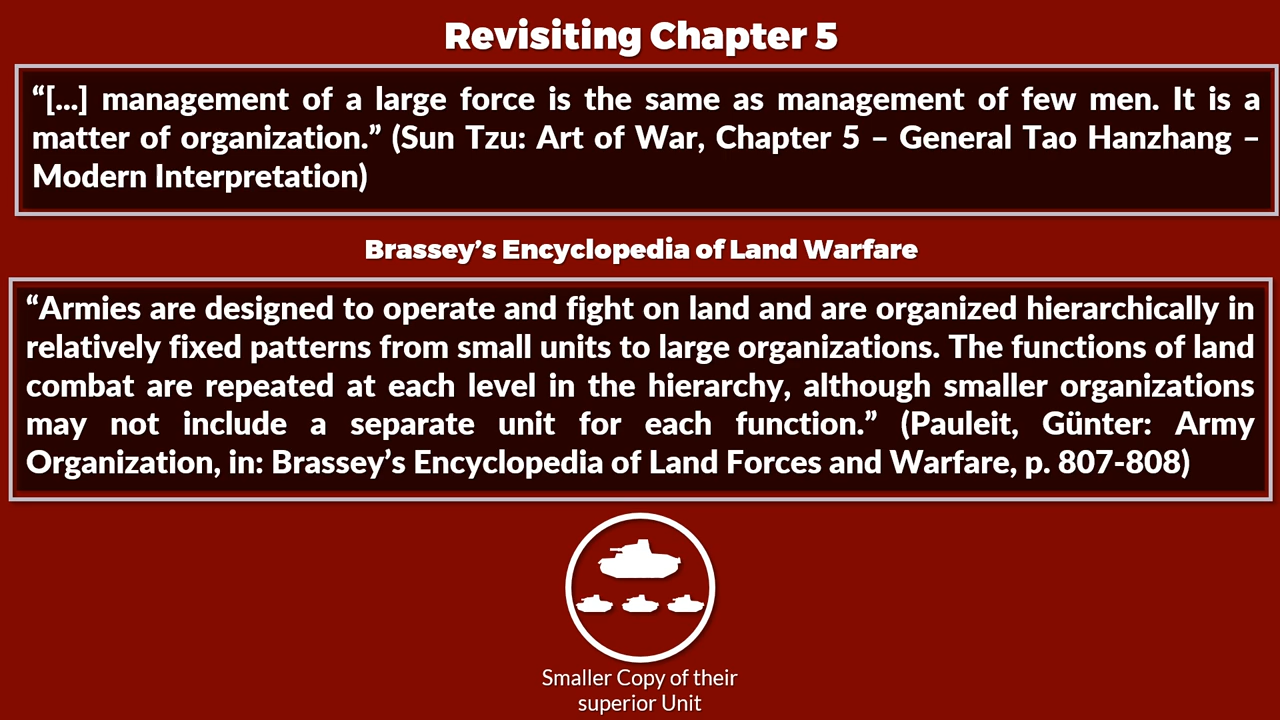 Revisiting Chapter 5
“[...] management of a large force is the same as management of few men. It is a
matter of organization.” (Sun Tzu: Art of War, Chapter 5 – General Tao Hanzhang –
Modern Interpretation)
Brassey’s Encyclopedia of Land Warfare
“Armies are designed to operate and fight on land and are organized hierarchically in
relatively fixed patterns from small units to large organizations. The functions of land
combat are repeated at each level in the hierarchy, although smaller organizations
may not include a separate unit for each function.” (Pauleit, Günter: Army
Organization, in: Brassey’s Encyclopedia of Land Forces and Warfare, p. 807-808)
Smaller Copy of their
superior Unit